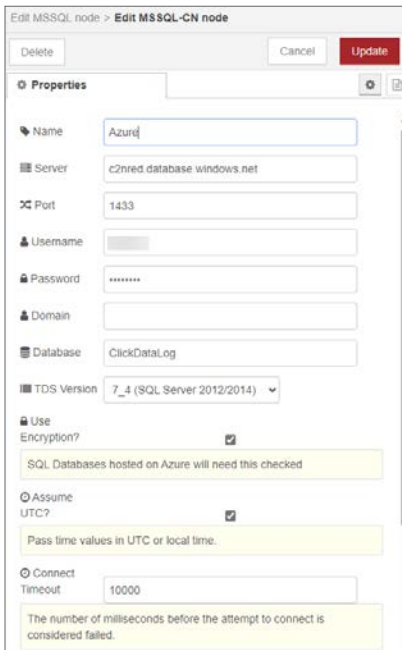 Edit MSSQL node > Edit MSSQL-CN node
Delete
Cancel
Update
Properties
Name
Azure
Server
c2nred.database.windows.net
Port
1433
Username
Password
••••••••
Domain
Database
ClickDataLog
TDS Version
7_4 (SQL Server 2012/2014)
Use
Encryption?
SQL Databases hosted on Azure will need this checked
Assume
UTC?
Pass time values in UTC or local time.
Connect
Timeout
10000
The number of milliseconds before the attempt to connect is
considered failed.